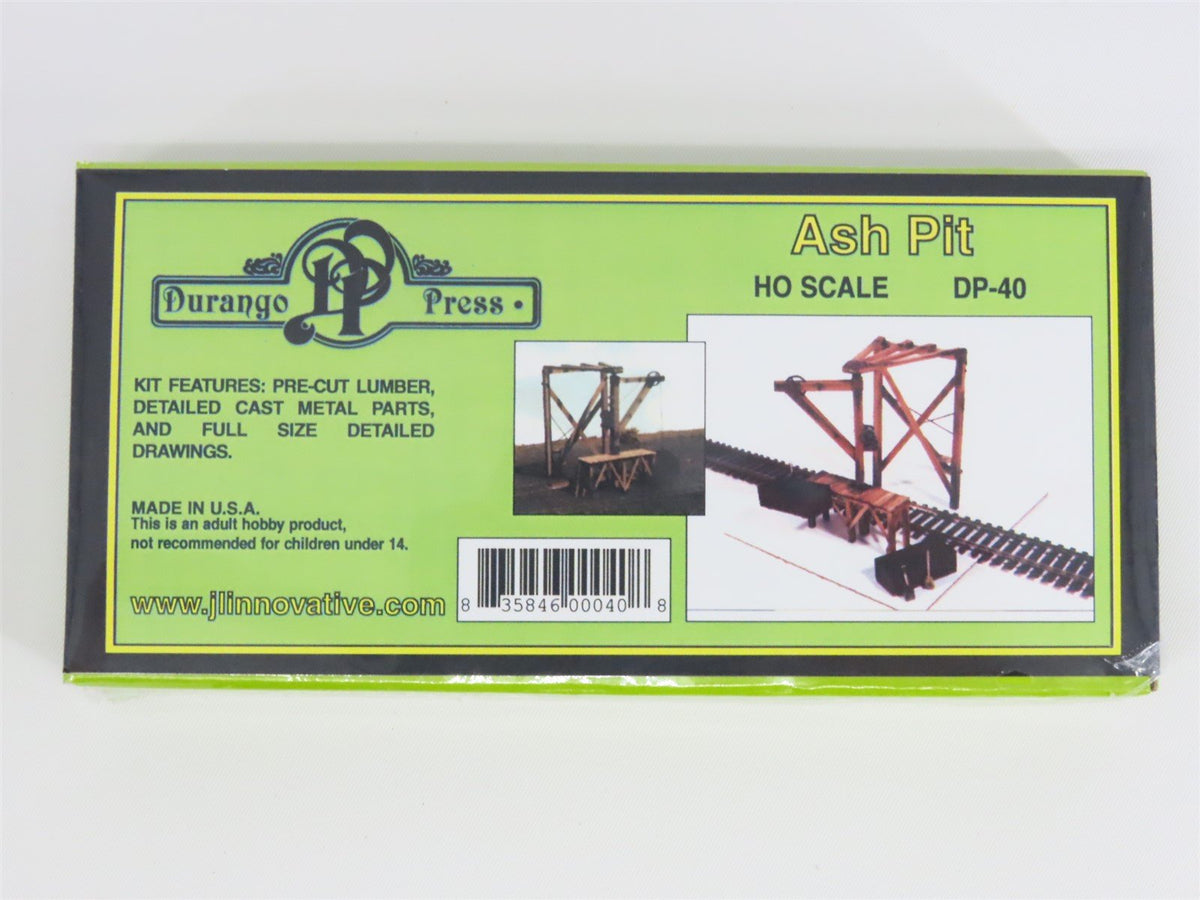 Durango DP Press
Ash Pit
HO SCALE DP-40
KIT FEATURES: PRE-CUT LUMBER,
DETAILED CAST METAL PARTS,
AND FULL SIZE DETAILED
DRAWINGS.
MADE IN U.S.A.
This is an adult hobby product,
not recommended for children under 14.
www.jlinnovative.com
8 35846 00040 8